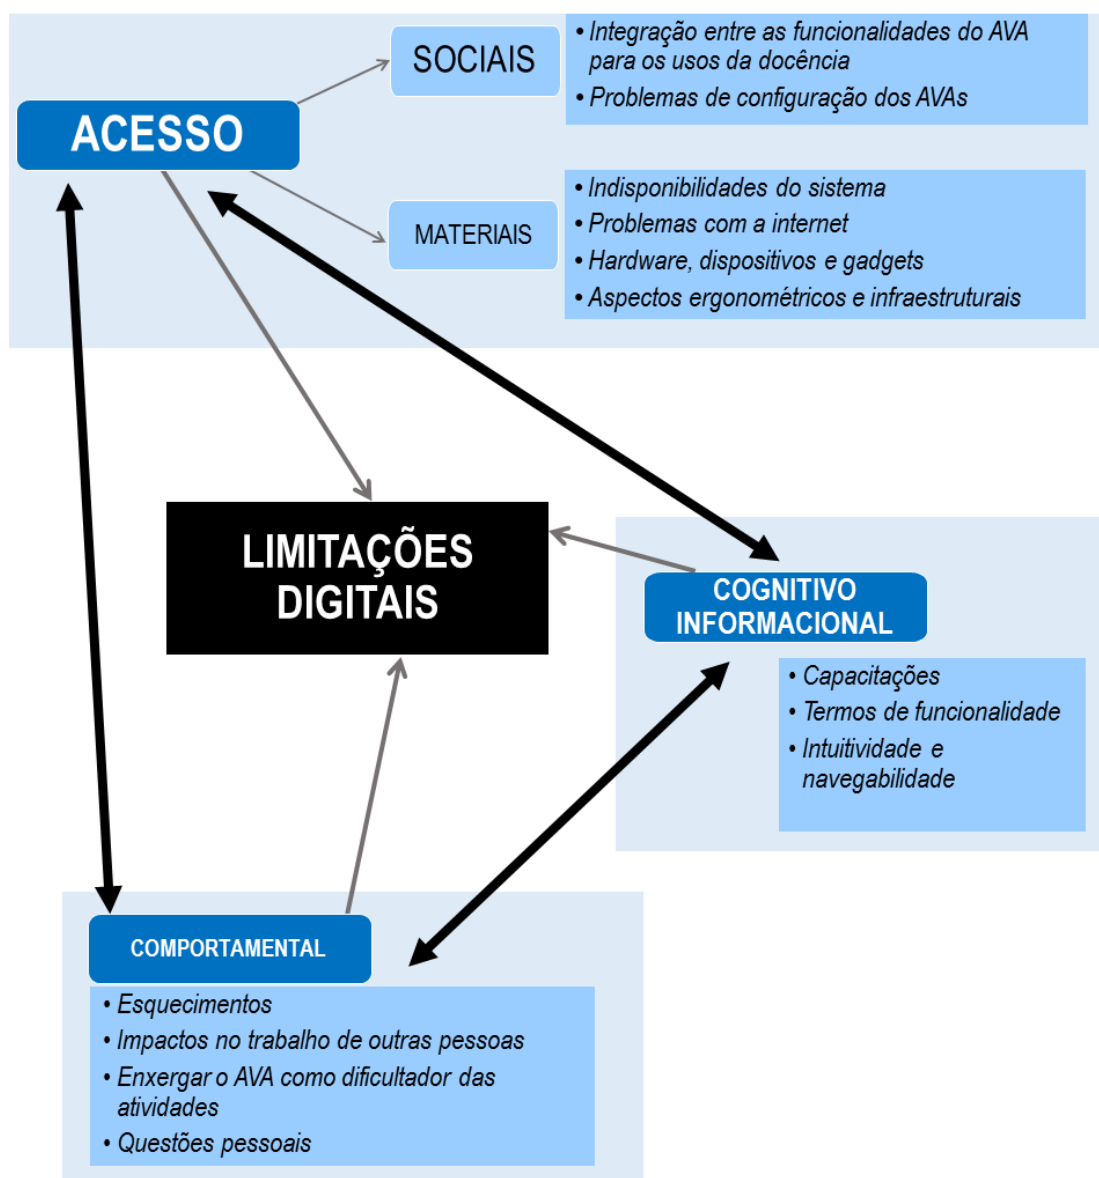 SOCIAIS
• Integração entre as funcionalidades do AVA
para os usos da docência
• Problemas de configuração dos AVAs
ACESSO
MATERIAIS
• Indisponibilidades do sistema
• Problemas com a internet
• Hardware, dispositivos e gadgets
• Aspectos ergonométricos e infraestruturais
LIMITAÇÕES
DIGITAIS
COGNITIVO
INFORMACIONAL
• Capacitações
• Termos de funcionalidade
• Intuitividade e
navegabilidade
COMPORTAMENTAL
• Esquecimentos
• Impactos no trabalho de outras pessoas
• Enxergar o AVA como dificultador das
atividades
• Questões pessoais